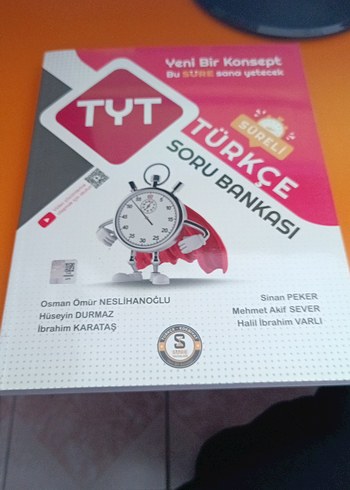 Yeni Bir Konsept
Bu SÜRE sana yetecek
TYT
SÜRELİ
TÜRKÇE
SORU BANKASI
Osman Ömür NESLİHANOĞLU
Hüseyin DURMAZ
İbrahim KARATAŞ
Sinan PEKER
Mehmet Akif SEVER
Halil İbrahim VARLI
S